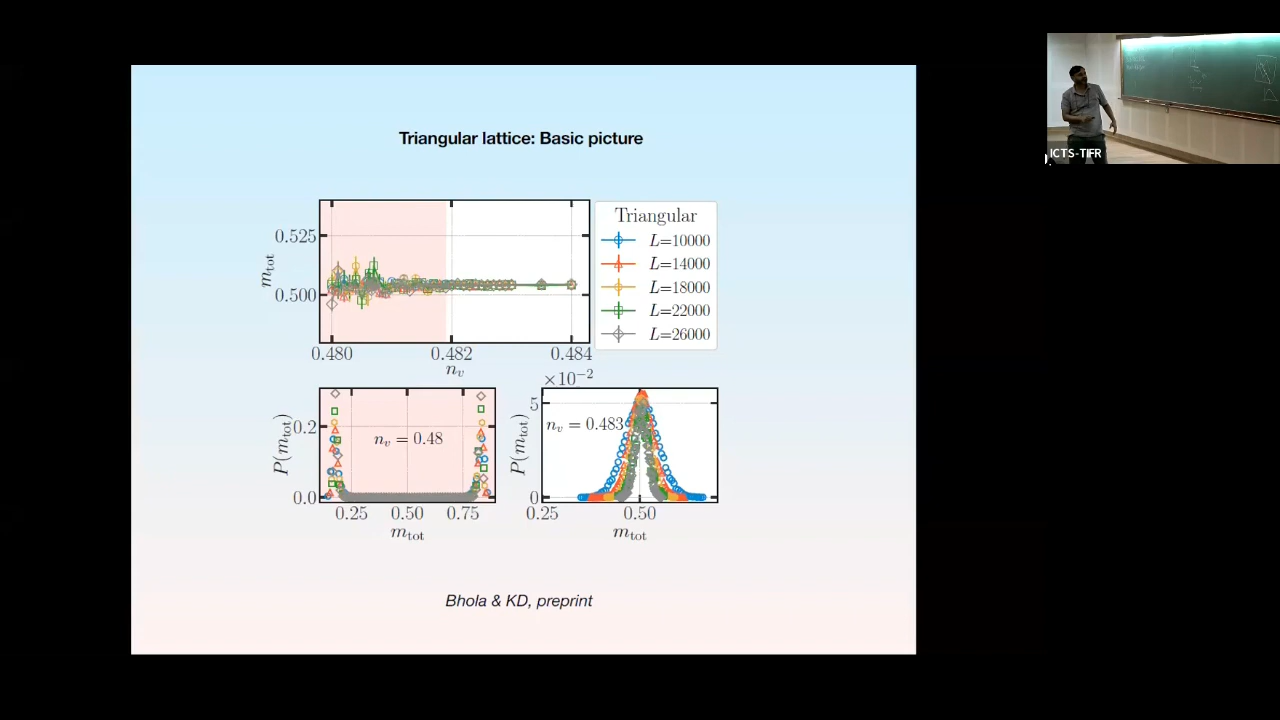 Triangular lattice: Basic picture
0.525
0.500
m_tot
0.480 0.482 0.484
n_v
Triangular
L=10000
L=14000
L=18000
L=22000
L=26000
×10⁻²
0.2
0.0
P(m_tot)
n_v = 0.48
0.25 0.50 0.75
m_tot
5
0
P(m_tot)
n_v = 0.483
0.25 0.50
m_tot
Bhola & KD, preprint
ICTS-TIFR